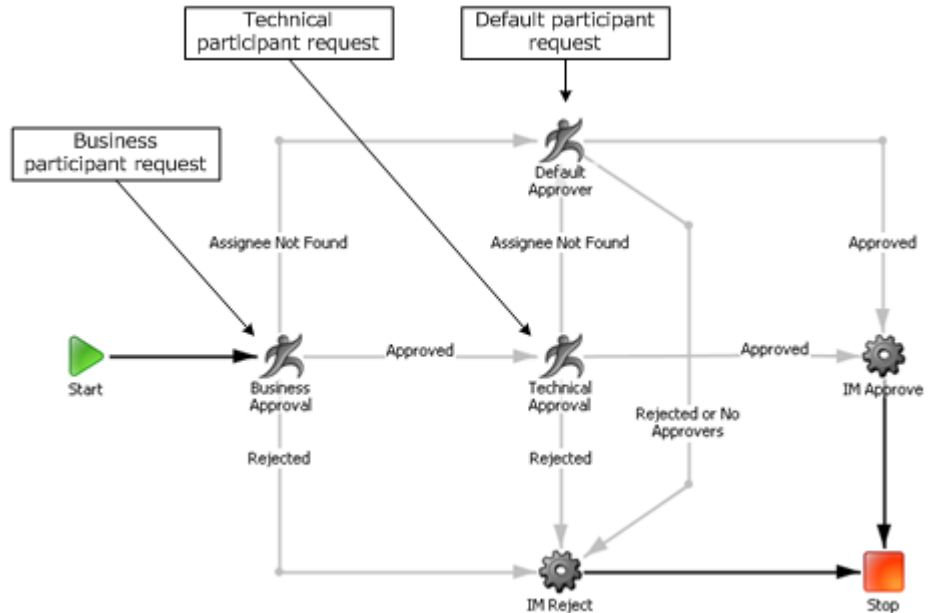 Technical
participant request
Default participant
request
Business
participant request
Default
Approver
Assignee Not Found
Assignee Not Found
Approved
Start
Business
Approval
Approved
Technical
Approval
Approved
IM Approve
Rejected
Rejected
Rejected or No
Approvers
IM Reject
Stop